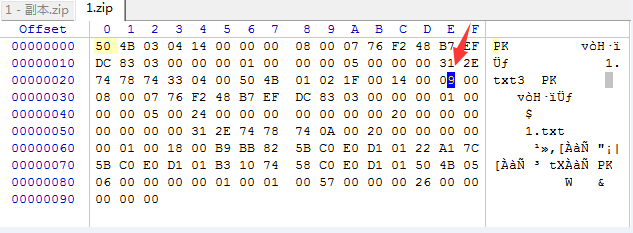 1 - 副本.zip 1.zip
Offset 0 1 2 3 4 5 6 7 8 9 A B C D E F
00000000 50 4B 03 04 14 00 00 00 08 00 07 76 F2 48 B7 EF PK vòH·ï
00000010 DC 83 03 00 00 00 01 00 00 00 05 00 00 00 31 2E Üƒ 1.
00000020 74 78 74 33 04 00 50 4B 01 02 1F 00 14 00 09 00 txt3 PK
00000030 08 00 07 76 F2 48 B7 EF DC 83 03 00 00 00 01 00 vòH·ïÜƒ
00000040 00 00 05 00 24 00 00 00 00 00 00 00 20 00 00 00 $
00000050 00 00 00 00 31 2E 74 78 74 0A 00 20 00 00 00 00 1.txt
00000060 00 01 00 18 00 B9 BB 82 5B C0 E0 D1 01 22 A1 7C ¹»‚[ÀàÑ "¡|
00000070 5B C0 E0 D1 01 B3 10 74 58 C0 E0 D1 01 50 4B 05 [ÀàÑ ³ tXÀàÑ PK
00000080 06 00 00 00 00 01 00 01 00 57 00 00 00 26 00 00 W &
00000090 00 00 00